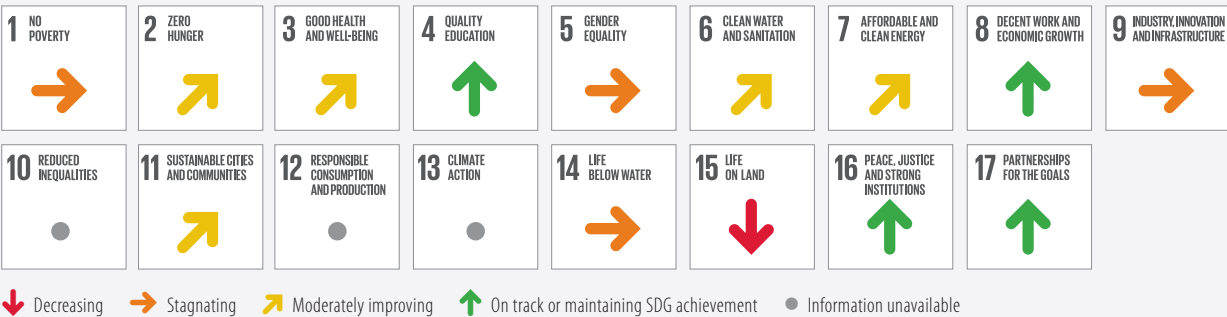 1 NO POVERTY
2 ZERO HUNGER
3 GOOD HEALTH AND WELL-BEING
4 QUALITY EDUCATION
5 GENDER EQUALITY
6 CLEAN WATER AND SANITATION
7 AFFORDABLE AND CLEAN ENERGY
8 DECENT WORK AND ECONOMIC GROWTH
9 INDUSTRY, INNOVATION AND INFRASTRUCTURE
10 REDUCED INEQUALITIES
11 SUSTAINABLE CITIES AND COMMUNITIES
12 RESPONSIBLE CONSUMPTION AND PRODUCTION
13 CLIMATE ACTION
14 LIFE BELOW WATER
15 LIFE ON LAND
16 PEACE, JUSTICE AND STRONG INSTITUTIONS
17 PARTNERSHIPS FOR THE GOALS
Decreasing Stagnating Moderately improving On track or maintaining SDG achievement Information unavailable